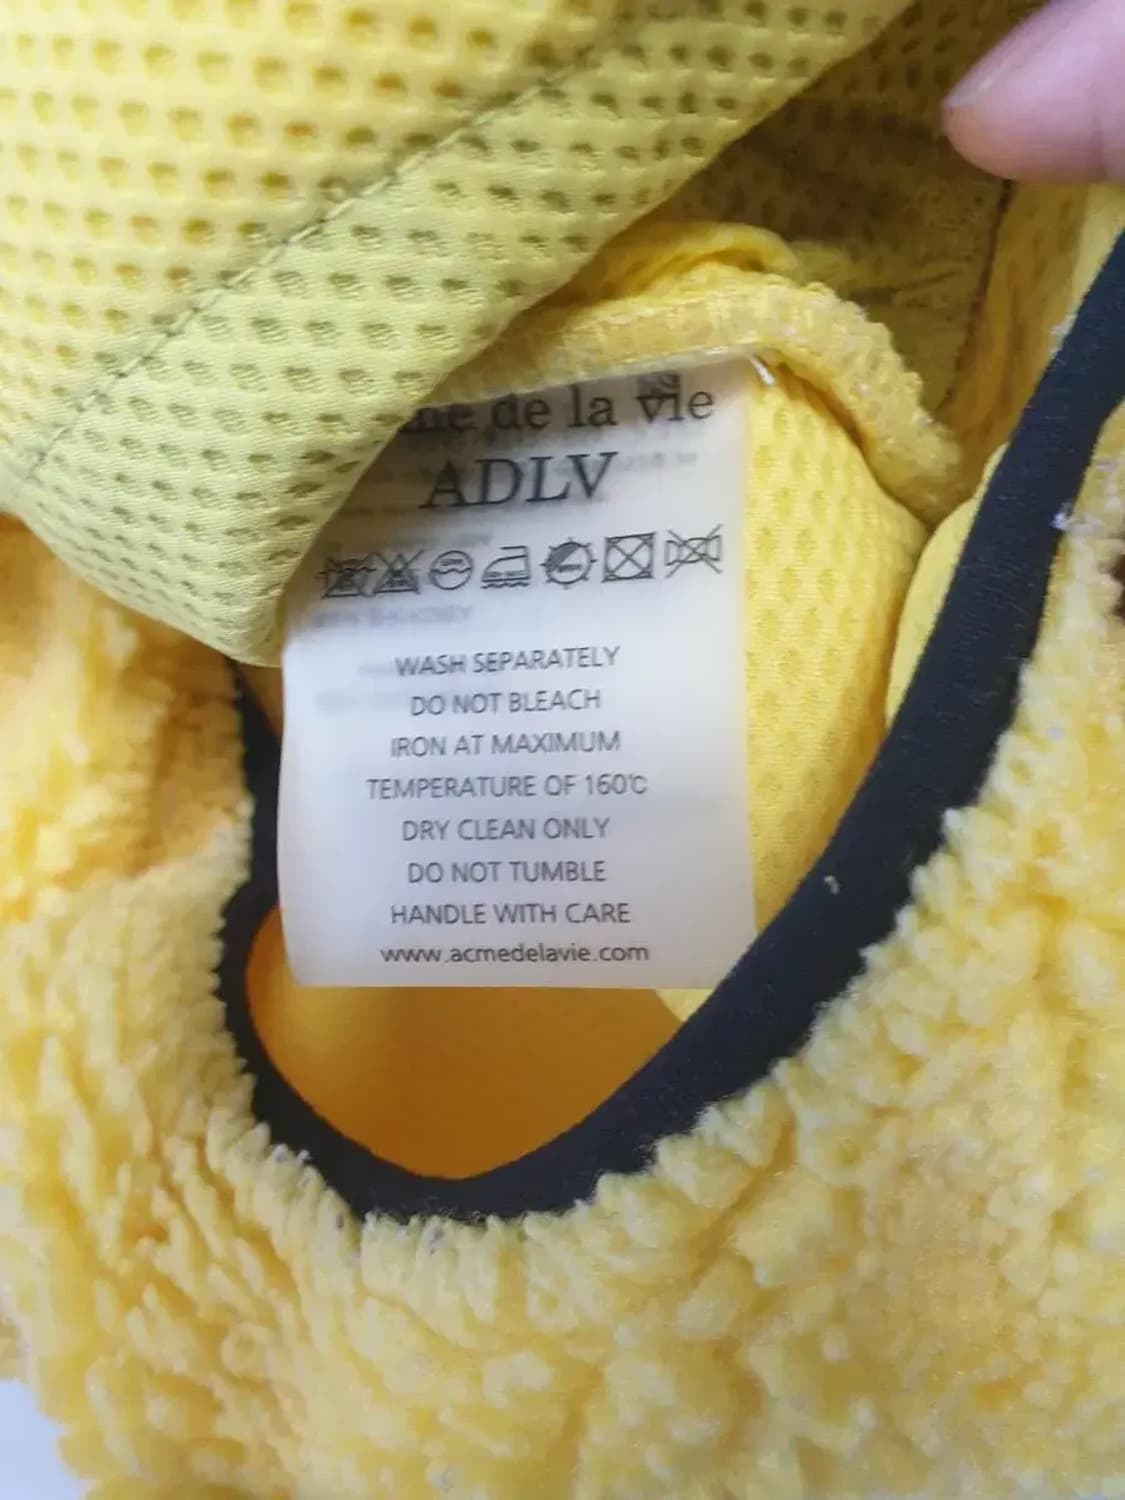 de la vie
ADLV
WASH SEPARATELY
DO NOT BLEACH
IRON AT MAXIMUM
TEMPERATURE OF 160℃
DRY CLEAN ONLY
DO NOT TUMBLE
HANDLE WITH CARE
www.acmedelavie.com